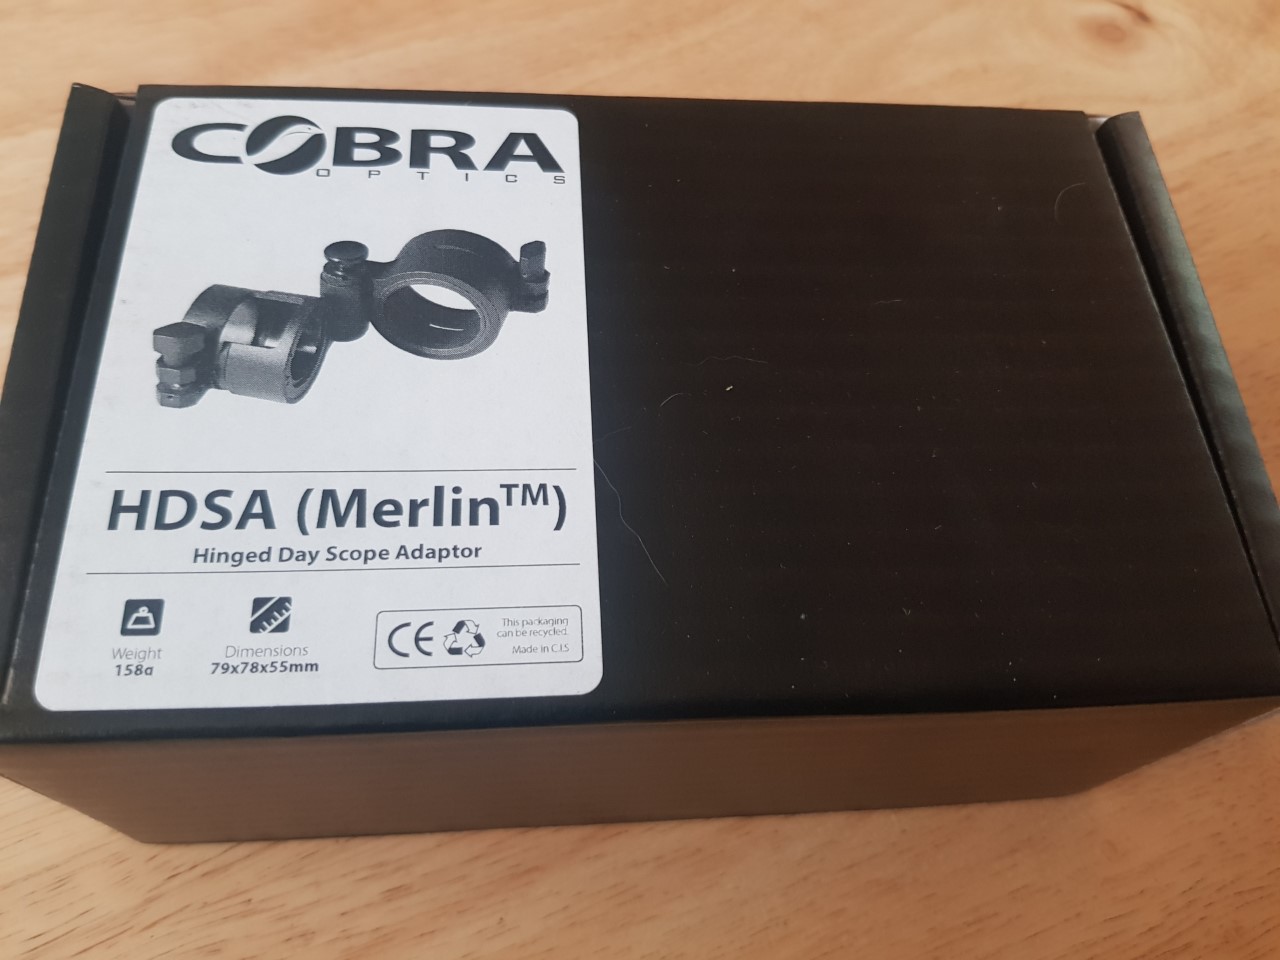 COBRA
OPTICS
HDSA (Merlin™)
Hinged Day Scope Adaptor
Weight
158g
Dimensions
79x78x55mm
CE
This packaging
can be recycled.
Made in C.I.S